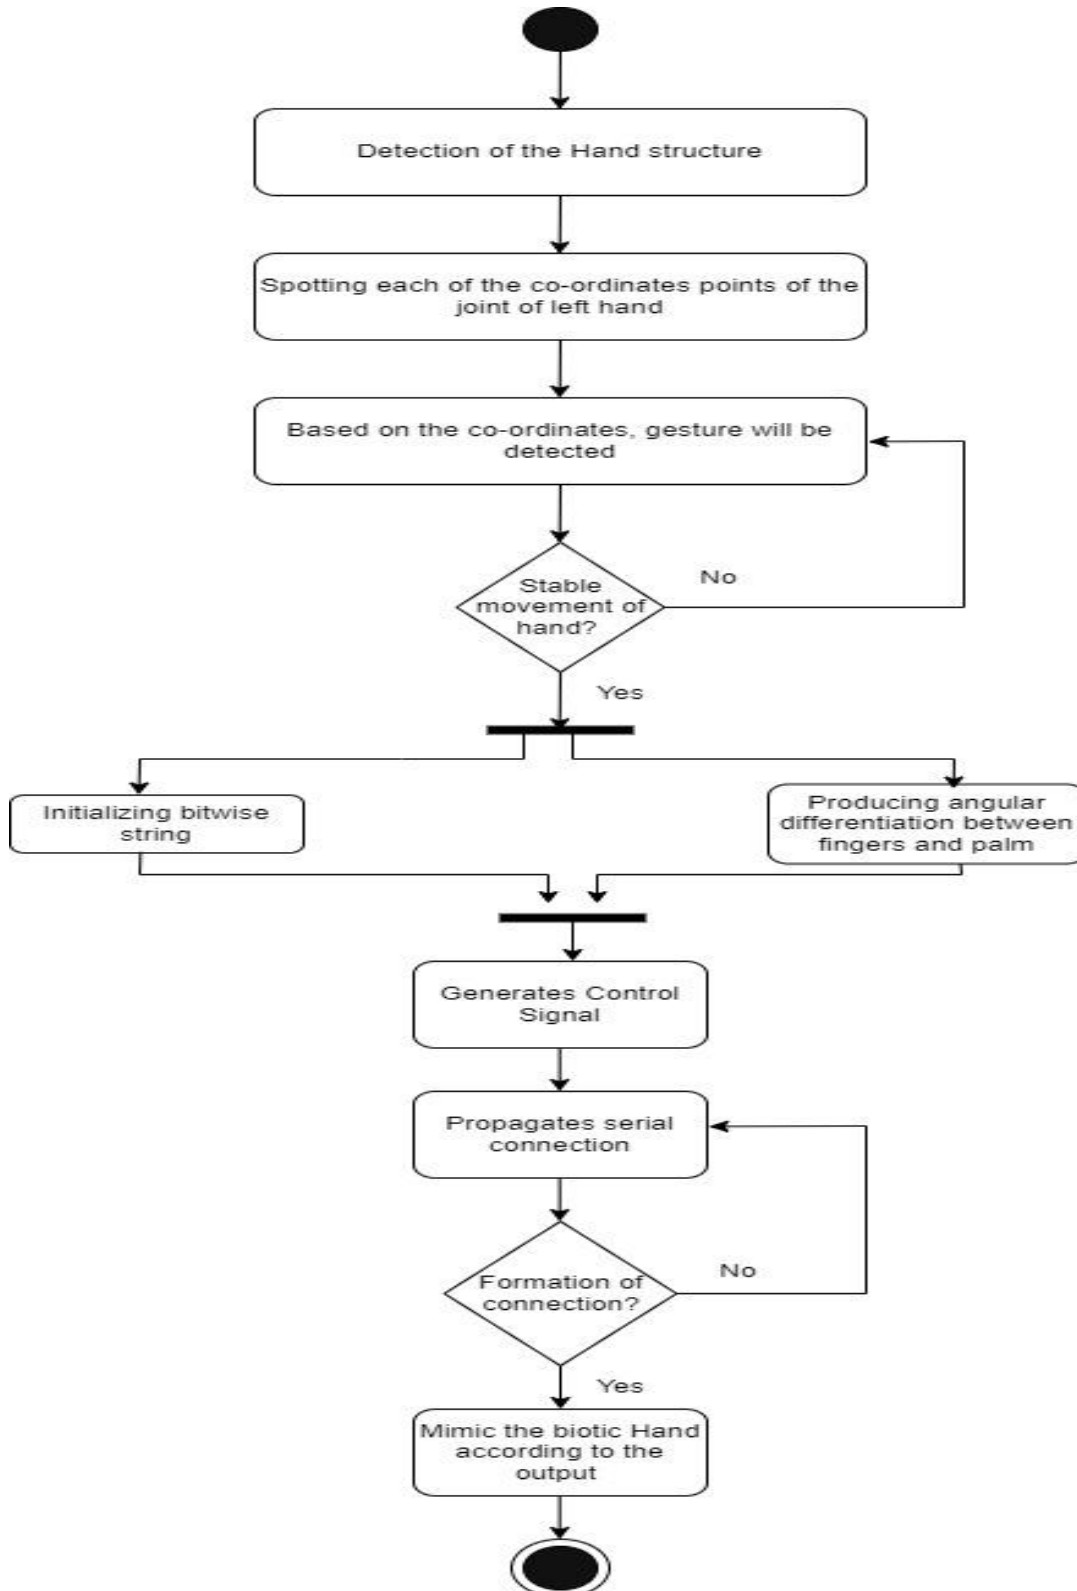 Detection of the Hand structure
Spotting each of the co-ordinates points of the
joint of left hand
Based on the co-ordinates, gesture will be
detected
Stable
movement of
hand?
No
Yes
Initializing bitwise
string
Producing angular
differentiation between
fingers and palm
Generates Control
Signal
Propagates serial
connection
Formation of
connection?
No
Yes
Mimic the biotic Hand
according to the
output